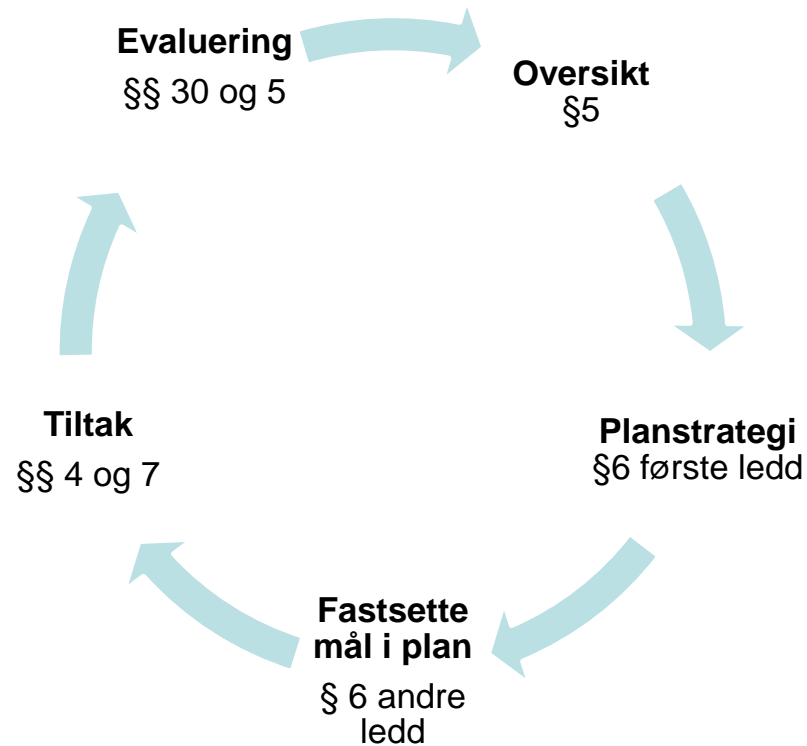 Evaluering
§§ 30 og 5
Oversikt
§5
Planstrategi
§6 første ledd
Fastsette
mål i plan
§ 6 andre
ledd
Tiltak
§§ 4 og 7